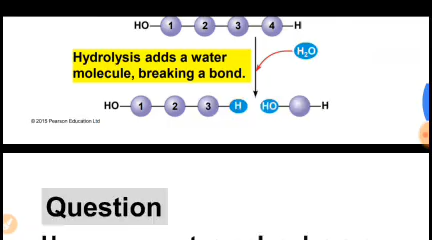 HO 1 2 3 4 H
H₂O
Hydrolysis adds a water
molecule, breaking a bond.
HO 1 2 3 H HO H
© 2015 Pearson Education Ltd
Question